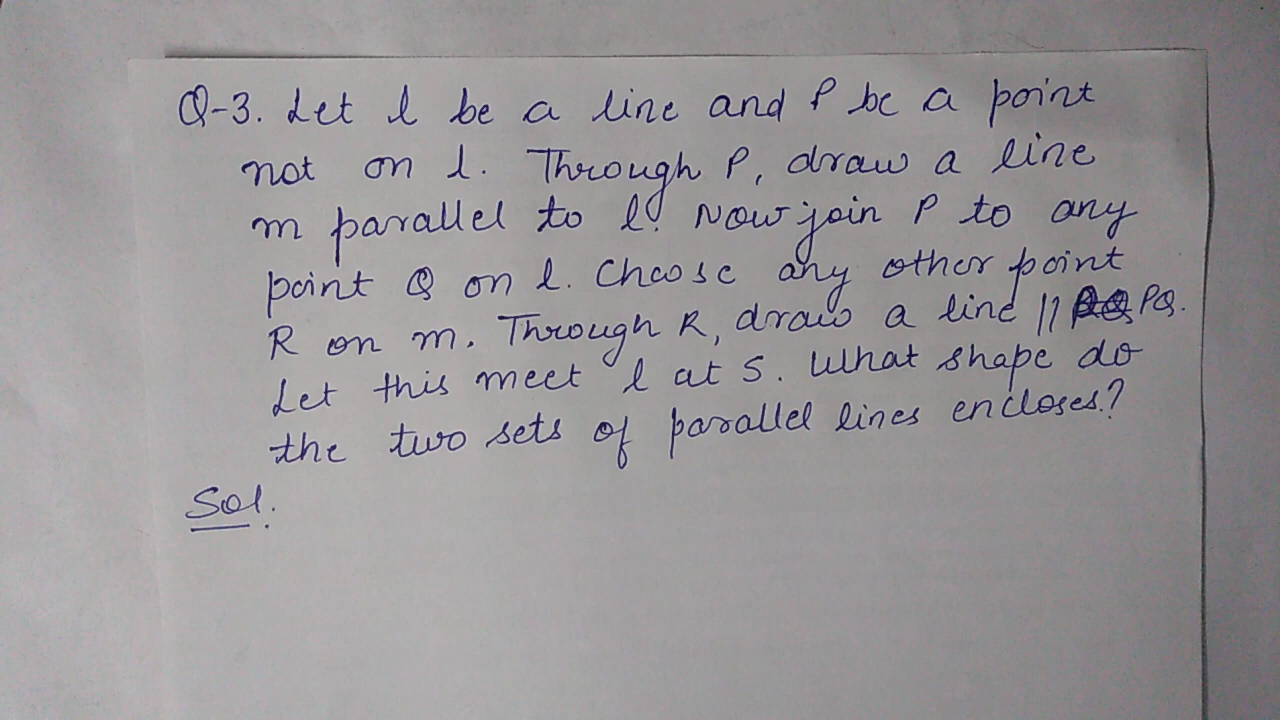 Q-3. Let l be a line and P be a point
not on l. Through P, draw a line
m parallel to l. Now join P to any
point Q on l. Choose any other point
R on m. Through R, draw a line || PQ.
Let this meet l at S. What shape do
the two sets of parallel lines encloses?
Sol.